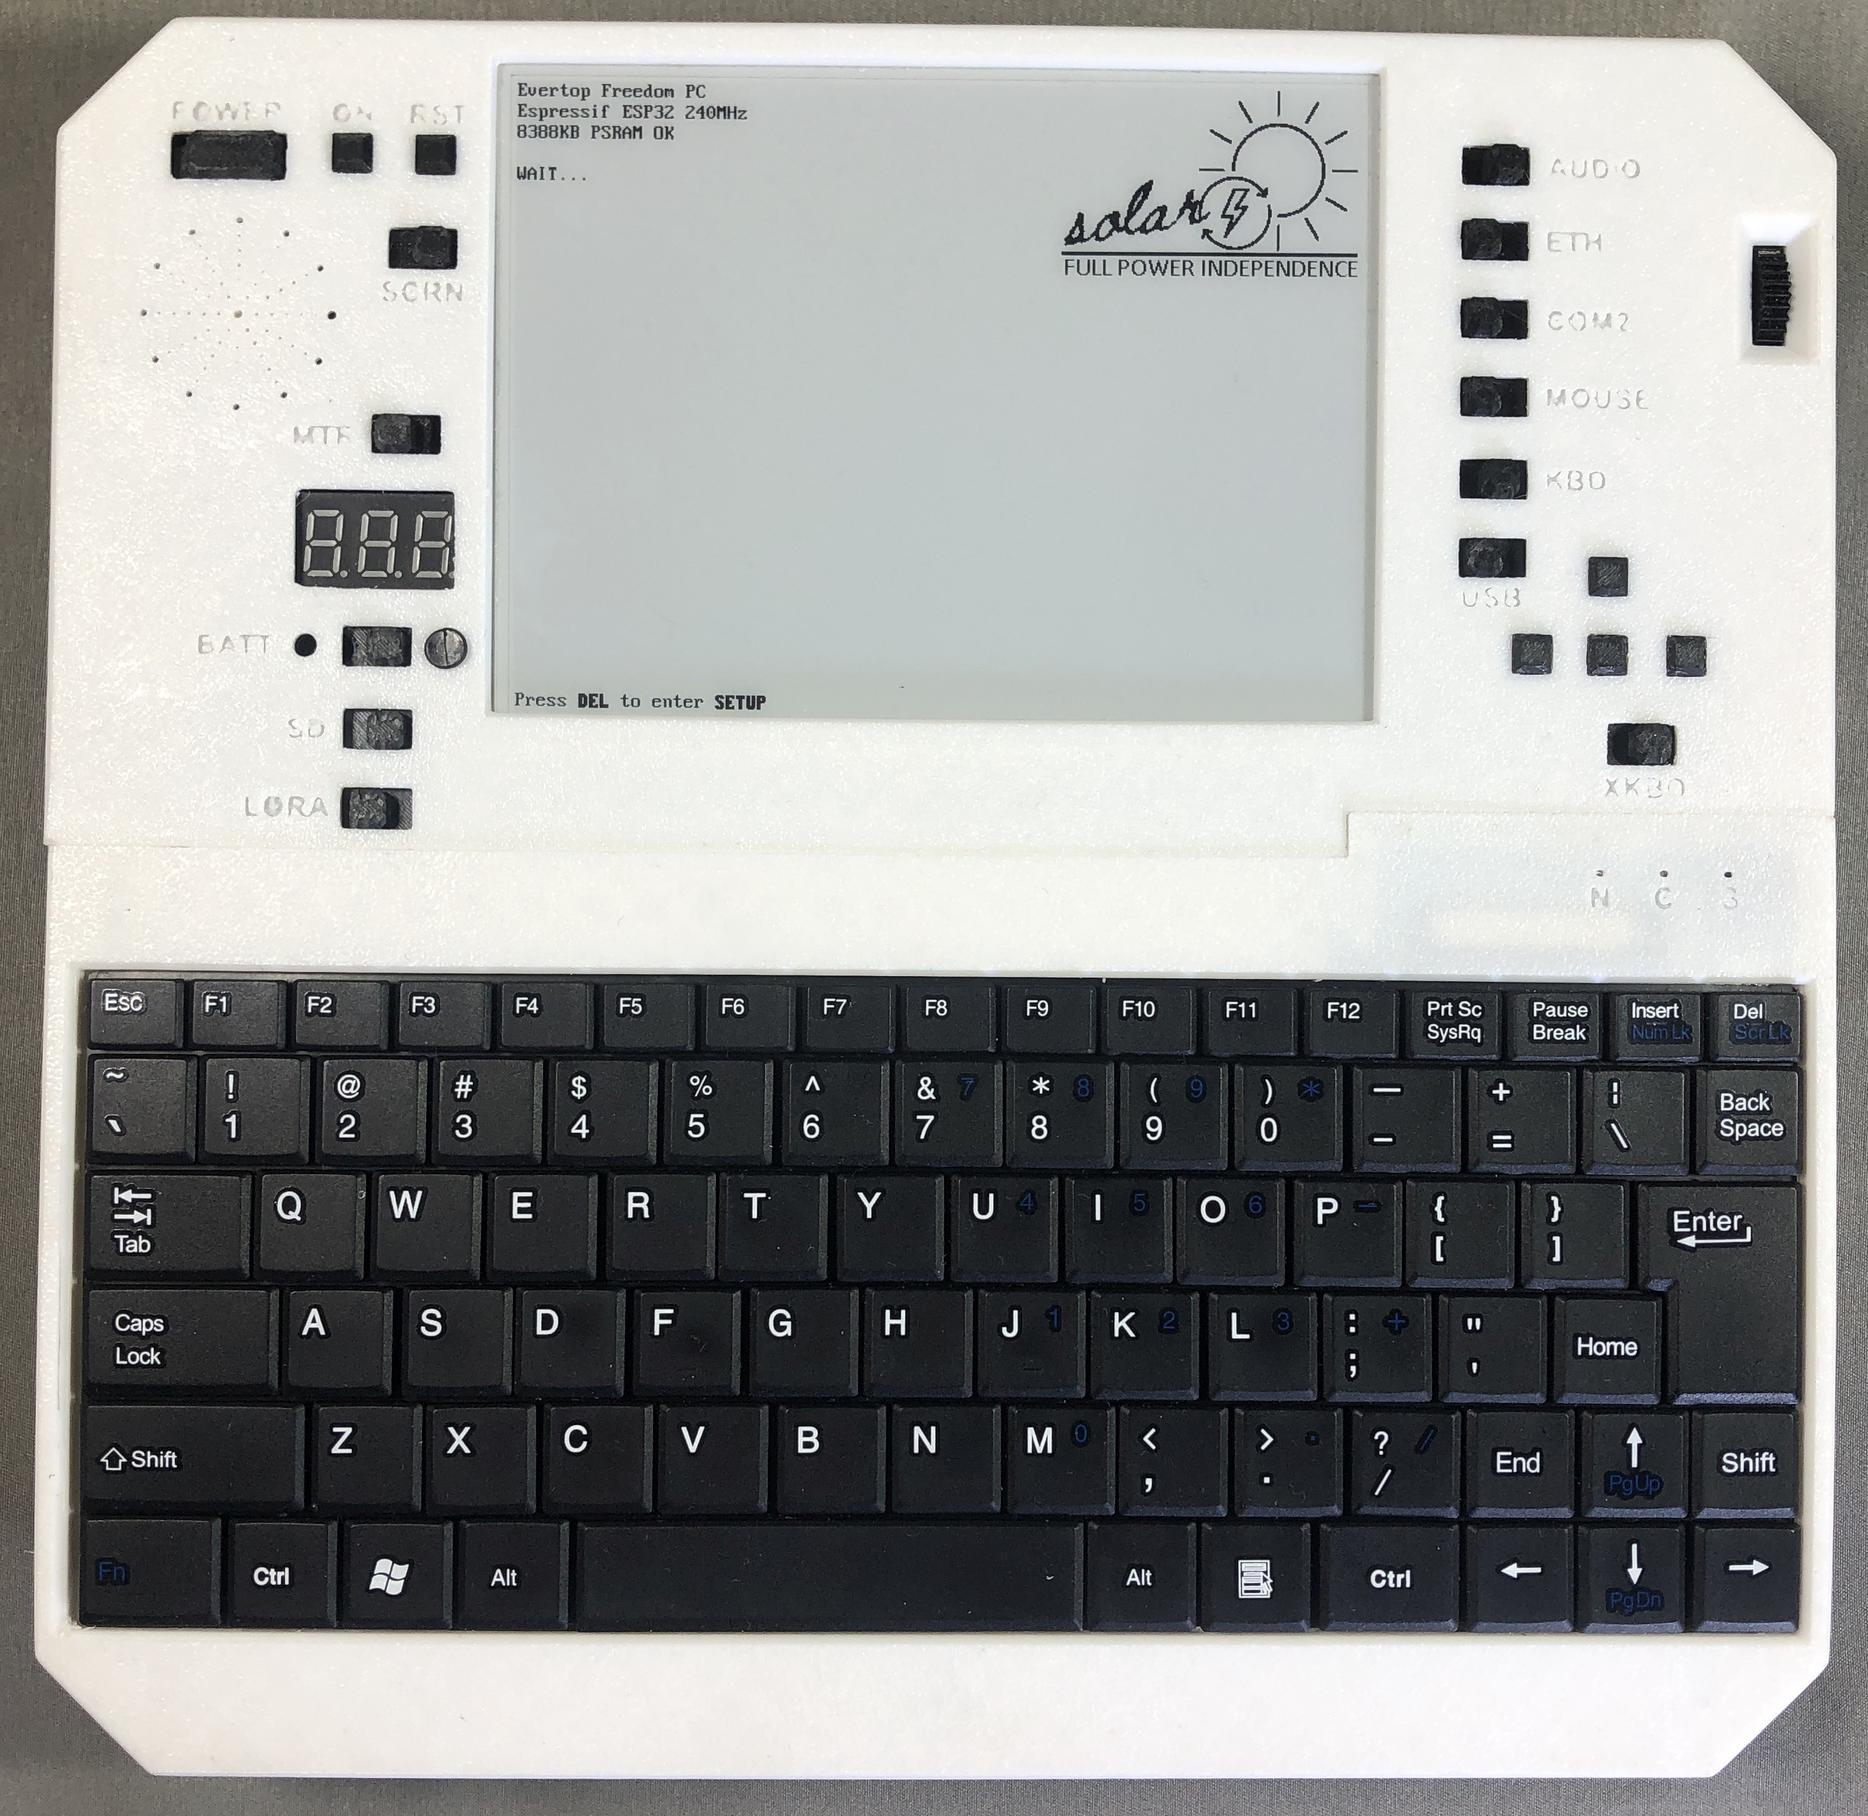 POWER ON RST
SCRN
MTR
BATT
SD
LORA
Evertop Freedom PC
Espressif ESP32 240MHz
8388KB PSRAM OK
WAIT...
solar
FULL POWER INDEPENDENCE
Press DEL to enter SETUP
AUDIO
ETH
COM2
MOUSE
KBD
USB
XKBD
N C S
Esc F1 F2 F3 F4 F5 F6 F7 F8 F9 F10 F11 F12 Prt Sc Pause Insert Del
SysRq Break Num Lk Scr Lk
~ ! @ # $ % ^ & 7 * 8 ( 9 ) * — + ¦ Back
` 1 2 3 4 5 6 7 8 9 0 - = \ Space
Tab Q W E R T Y U 4 I 5 O 6 P - { } Enter
[ ]
Caps A S D F G H J 1 K 2 L 3 : + " Home
Lock ; '
Shift Z X C V B N M 0 < > . ? / End ↑ Shift
, . / PgUp
Fn Ctrl Alt Alt Ctrl ← ↓ →
PgDn